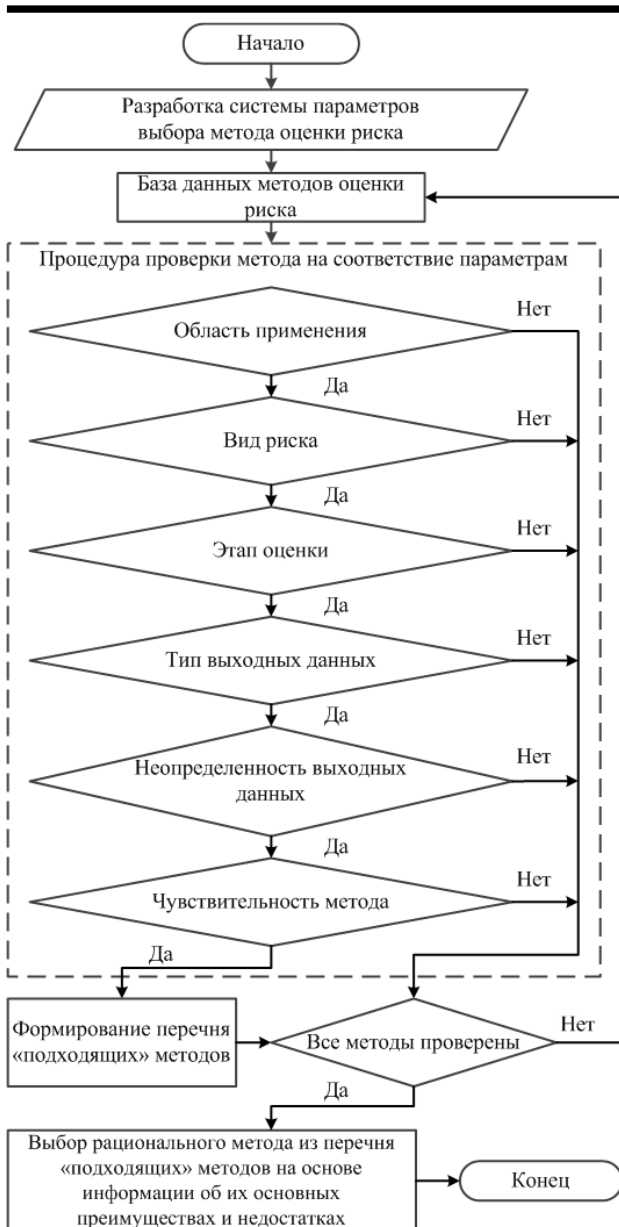 Начало
Разработка системы параметров
выбора метода оценки риска
База данных методов оценки
риска
Процедура проверки метода на соответствие параметрам
Область применения
Нет
Да
Вид риска
Нет
Да
Этап оценки
Нет
Да
Тип выходных данных
Нет
Да
Неопределенность выходных
данных
Нет
Да
Чувствительность метода
Нет
Да
Формирование перечня
«подходящих» методов
Все методы проверены
Нет
Да
Выбор рационального метода из перечня
«подходящих» методов на основе
информации об их основных
преимуществах и недостатках
Конец